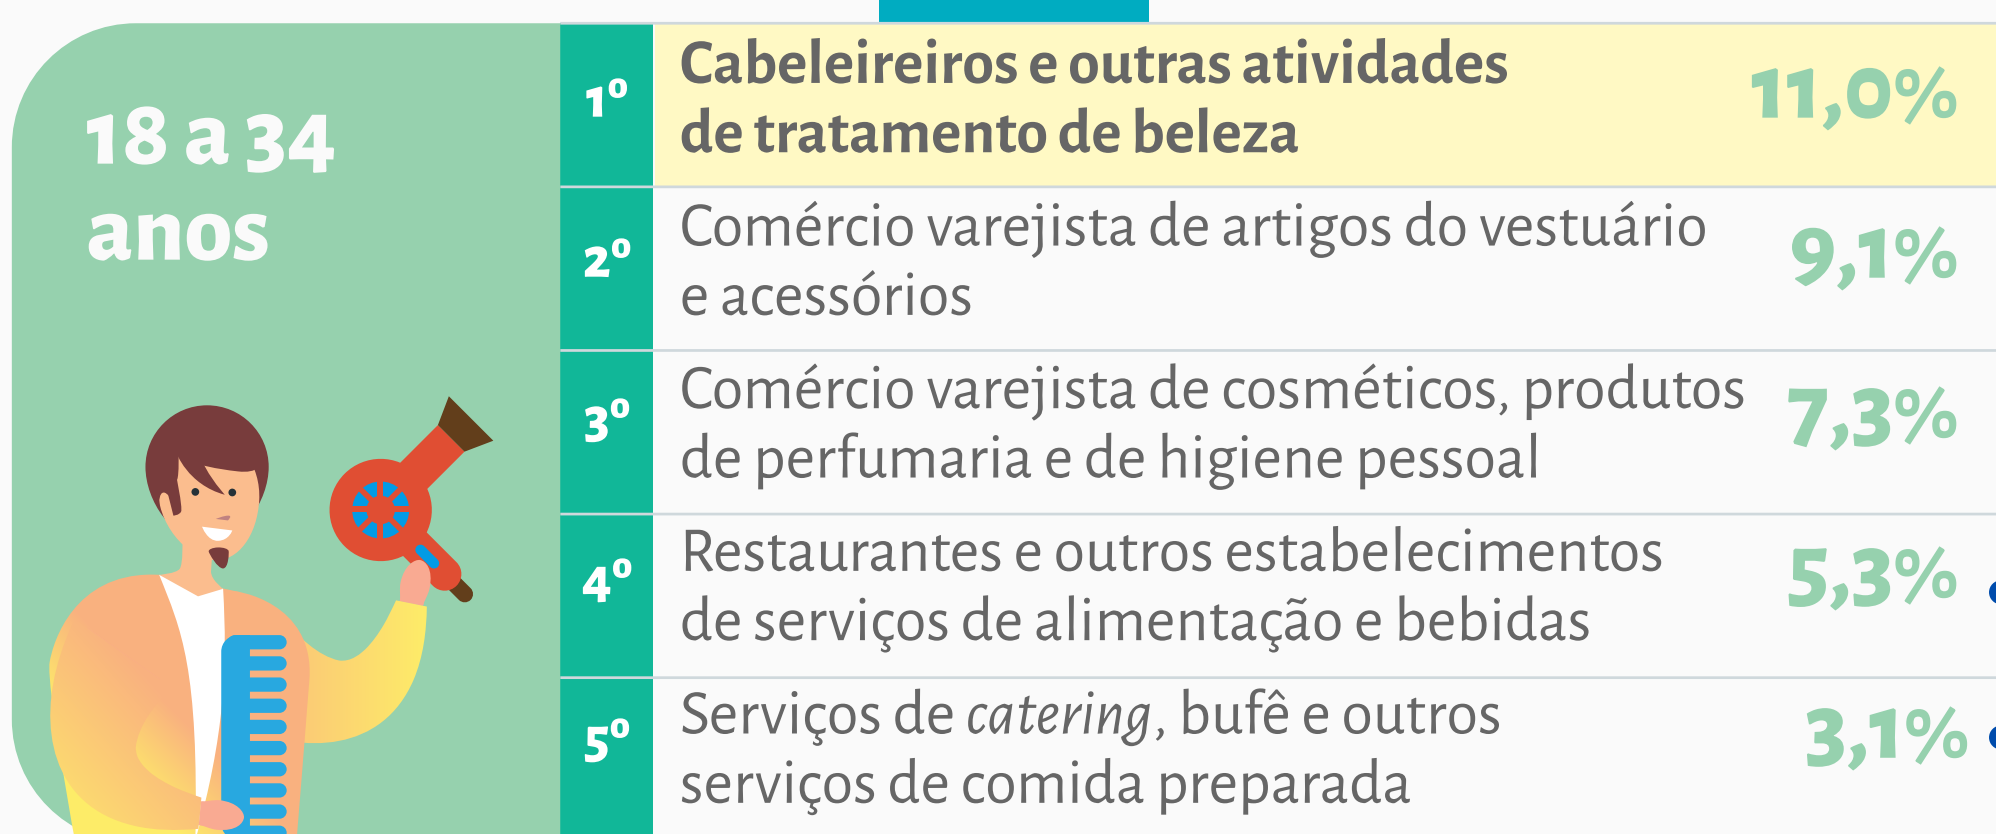 18 a 34
anos
1º
Cabeleireiros e outras atividades
de tratamento de beleza
11,0%
2º
Comércio varejista de artigos do vestuário
e acessórios
9,1%
3º
Comércio varejista de cosméticos, produtos
de perfumaria e de higiene pessoal
7,3%
4º
Restaurantes e outros estabelecimentos
de serviços de alimentação e bebidas
5,3%
5º
Serviços de catering, bufê e outros
serviços de comida preparada
3,1%